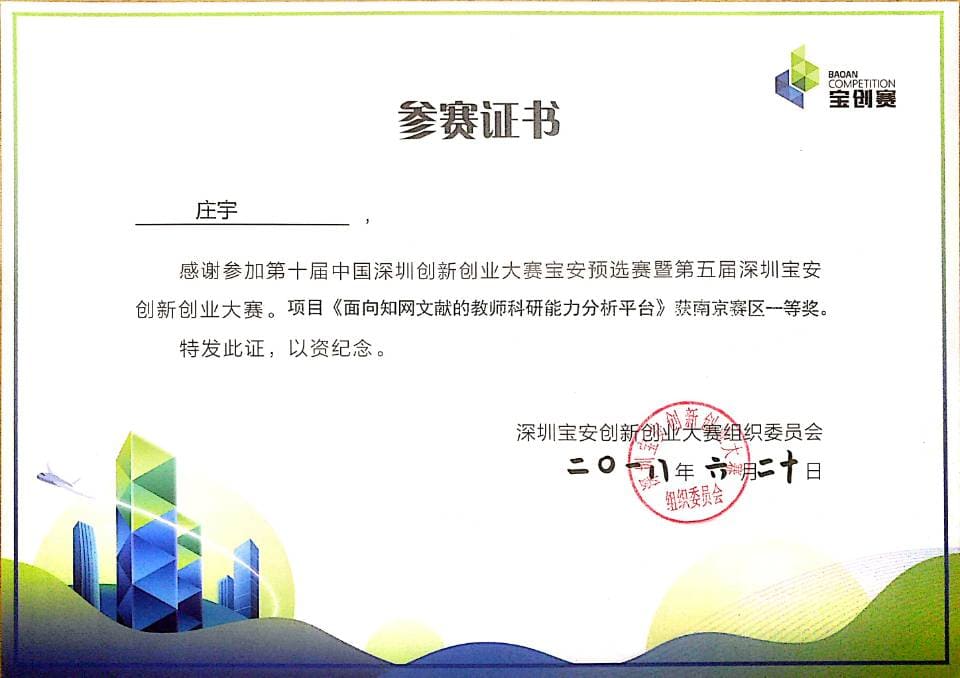 BAOAN
COMPETITION
宝创赛
参赛证书
庄宇，
感谢参加第十届中国深圳创新创业大赛宝安预选赛暨第五届深圳宝安
创新创业大赛。项目《面向知网文献的教师科研能力分析平台》获南京赛区一等奖。
特发此证，以资纪念。
深圳宝安创新创业大赛组织委员会
二〇一八年六月二十日
组织委员会